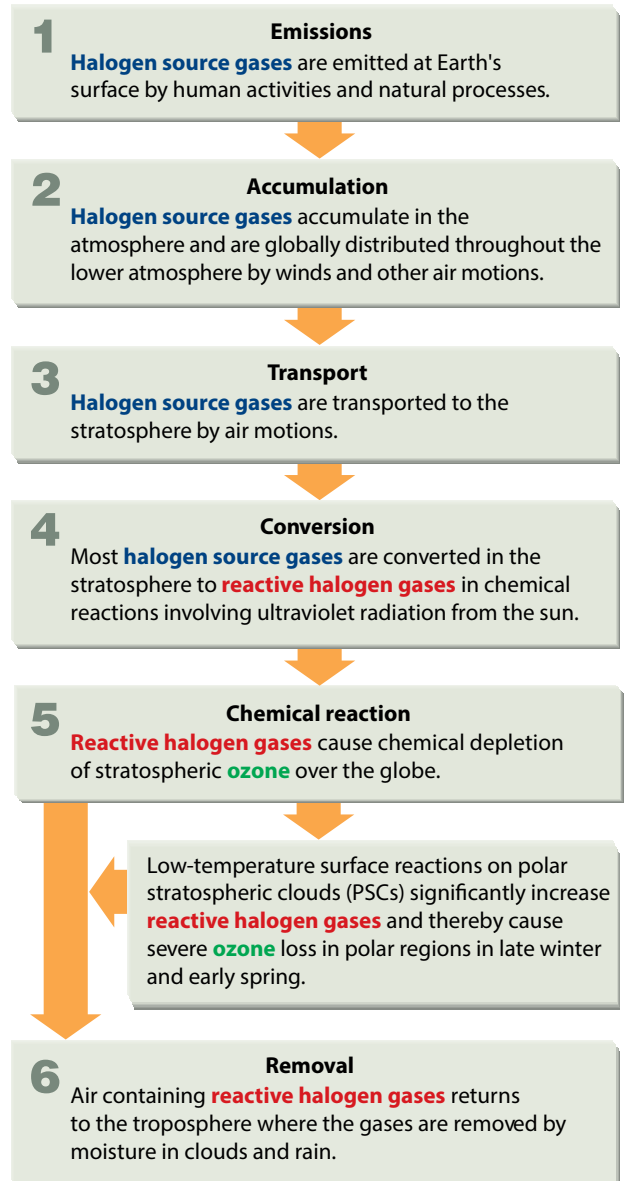 1
Emissions
Halogen source gases are emitted at Earth's
surface by human activities and natural processes.
2
Accumulation
Halogen source gases accumulate in the
atmosphere and are globally distributed throughout the
lower atmosphere by winds and other air motions.
3
Transport
Halogen source gases are transported to the
stratosphere by air motions.
4
Conversion
Most halogen source gases are converted in the
stratosphere to reactive halogen gases in chemical
reactions involving ultraviolet radiation from the sun.
5
Chemical reaction
Reactive halogen gases cause chemical depletion
of stratospheric ozone over the globe.
Low-temperature surface reactions on polar
stratospheric clouds (PSCs) significantly increase
reactive halogen gases and thereby cause
severe ozone loss in polar regions in late winter
and early spring.
6
Removal
Air containing reactive halogen gases returns
to the troposphere where the gases are removed by
moisture in clouds and rain.